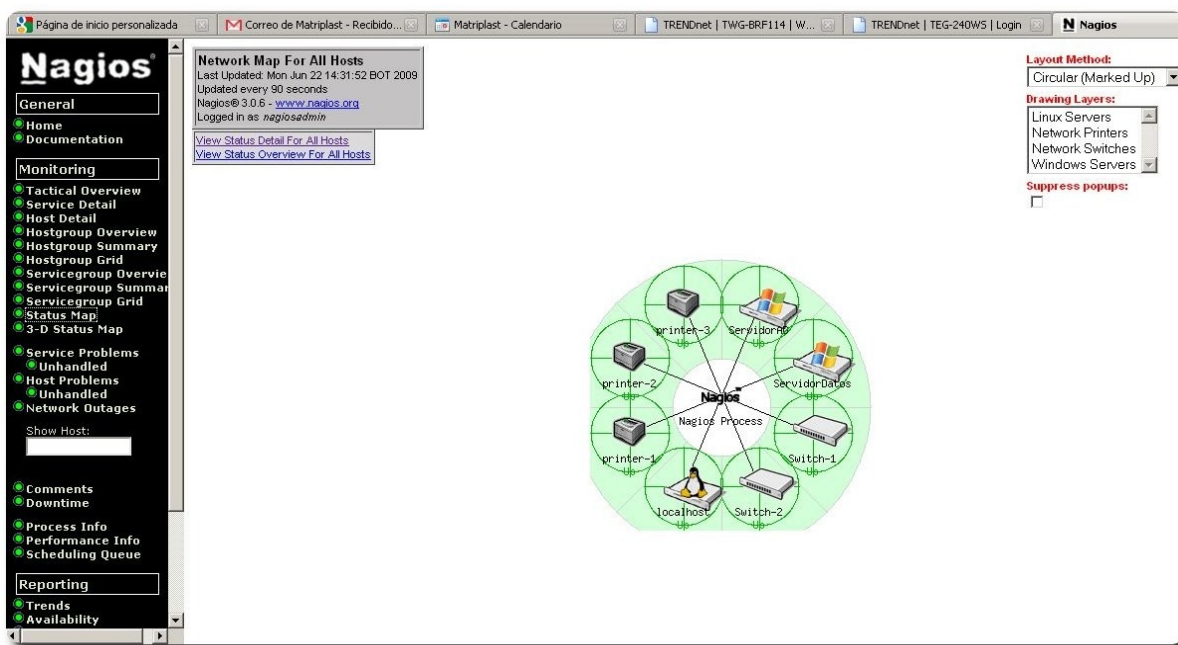 Página de inicio personalizada
Correo de Matriplast - Recibido...
Matriplast - Calendario
TRENDnet | TWG-BRF114 | W...
TRENDnet | TEG-240WS | Login
Nagios
Nagios®
General
Home
Documentation
Monitoring
Tactical Overview
Service Detail
Host Detail
Hostgroup Overview
Hostgroup Summary
Hostgroup Grid
Servicegroup Overvie
Servicegroup Summar
Servicegroup Grid
Status Map
3-D Status Map
Service Problems
Unhandled
Host Problems
Unhandled
Network Outages
Show Host:
Comments
Downtime
Process Info
Performance Info
Scheduling Queue
Reporting
Trends
Availability
Network Map For All Hosts
Last Updated: Mon Jun 22 14:31:52 BOT 2009
Updated every 90 seconds
Nagios® 3.0.6 - www.nagios.org
Logged in as nagiosadmin
View Status Detail For All Hosts
View Status Overview For All Hosts
Layout Method:
Circular (Marked Up)
Drawing Layers:
Linux Servers
Network Printers
Network Switches
Windows Servers
Suppress popups:
printer-3
Up
Up
printer-2
Up
ServidorDatos
Up
Nagios
Nagios Process
printer-1
Up
Switch-1
Up
localhost
Up
Switch-2
Up